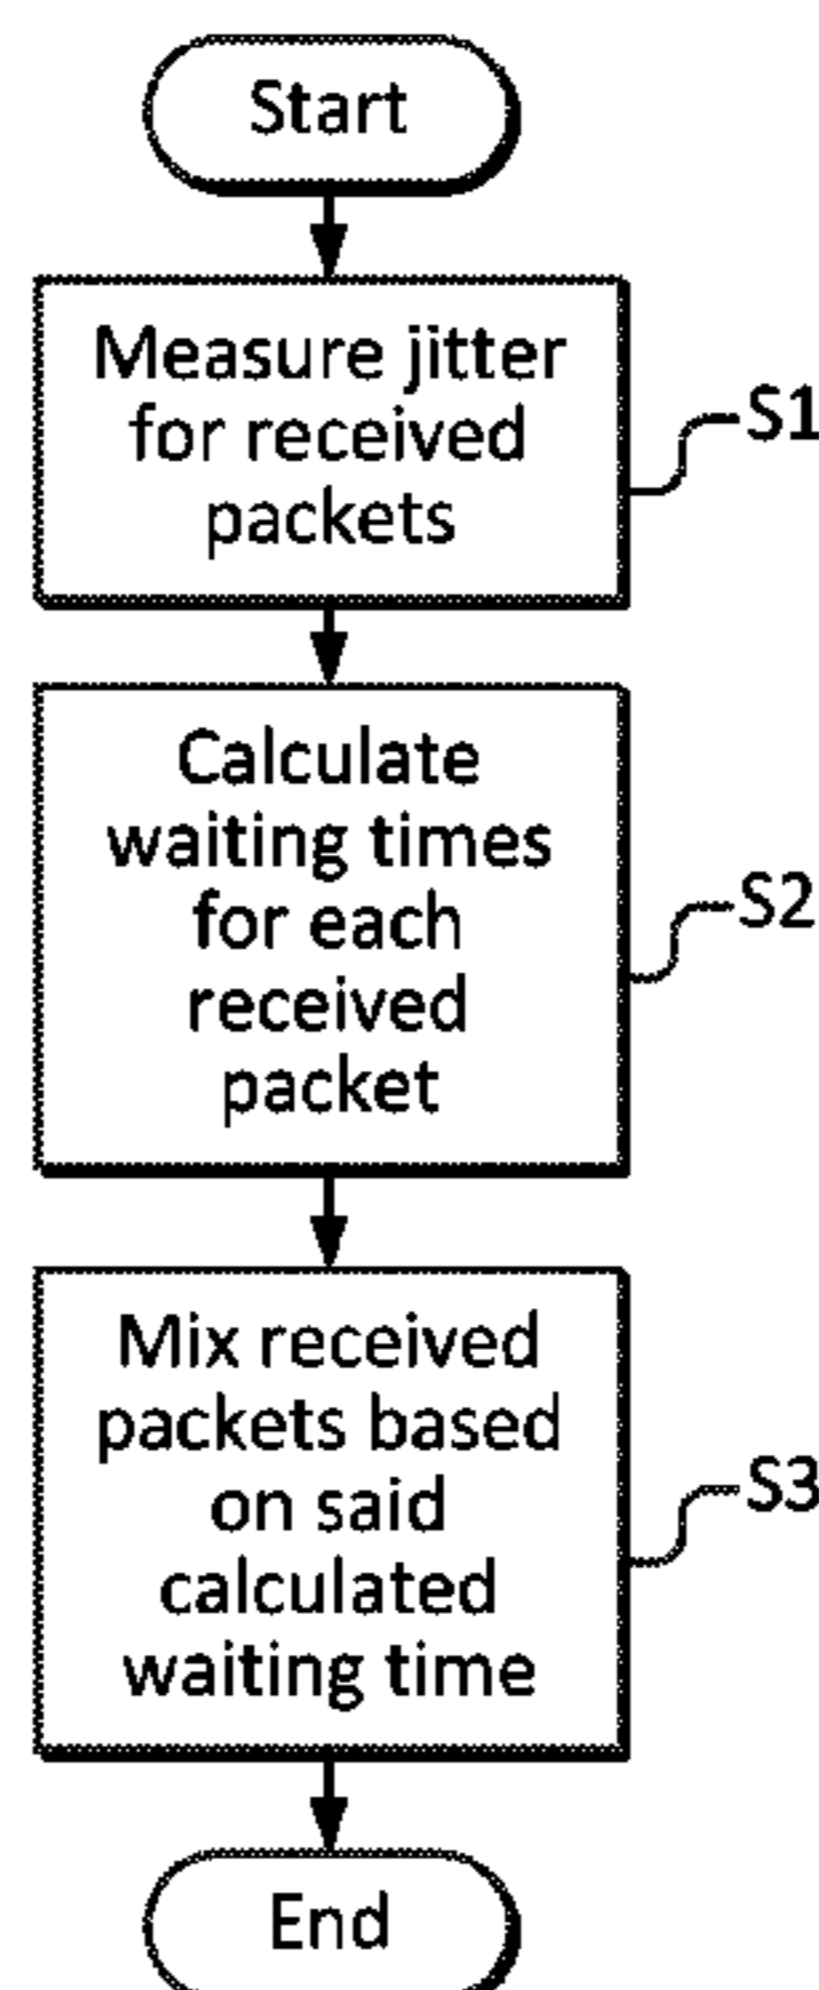 Start
Measure jitter
for received
packets
S1
Calculate
waiting times
for each
received
packet
S2
Mix received
packets based
on said
calculated
waiting time
S3
End